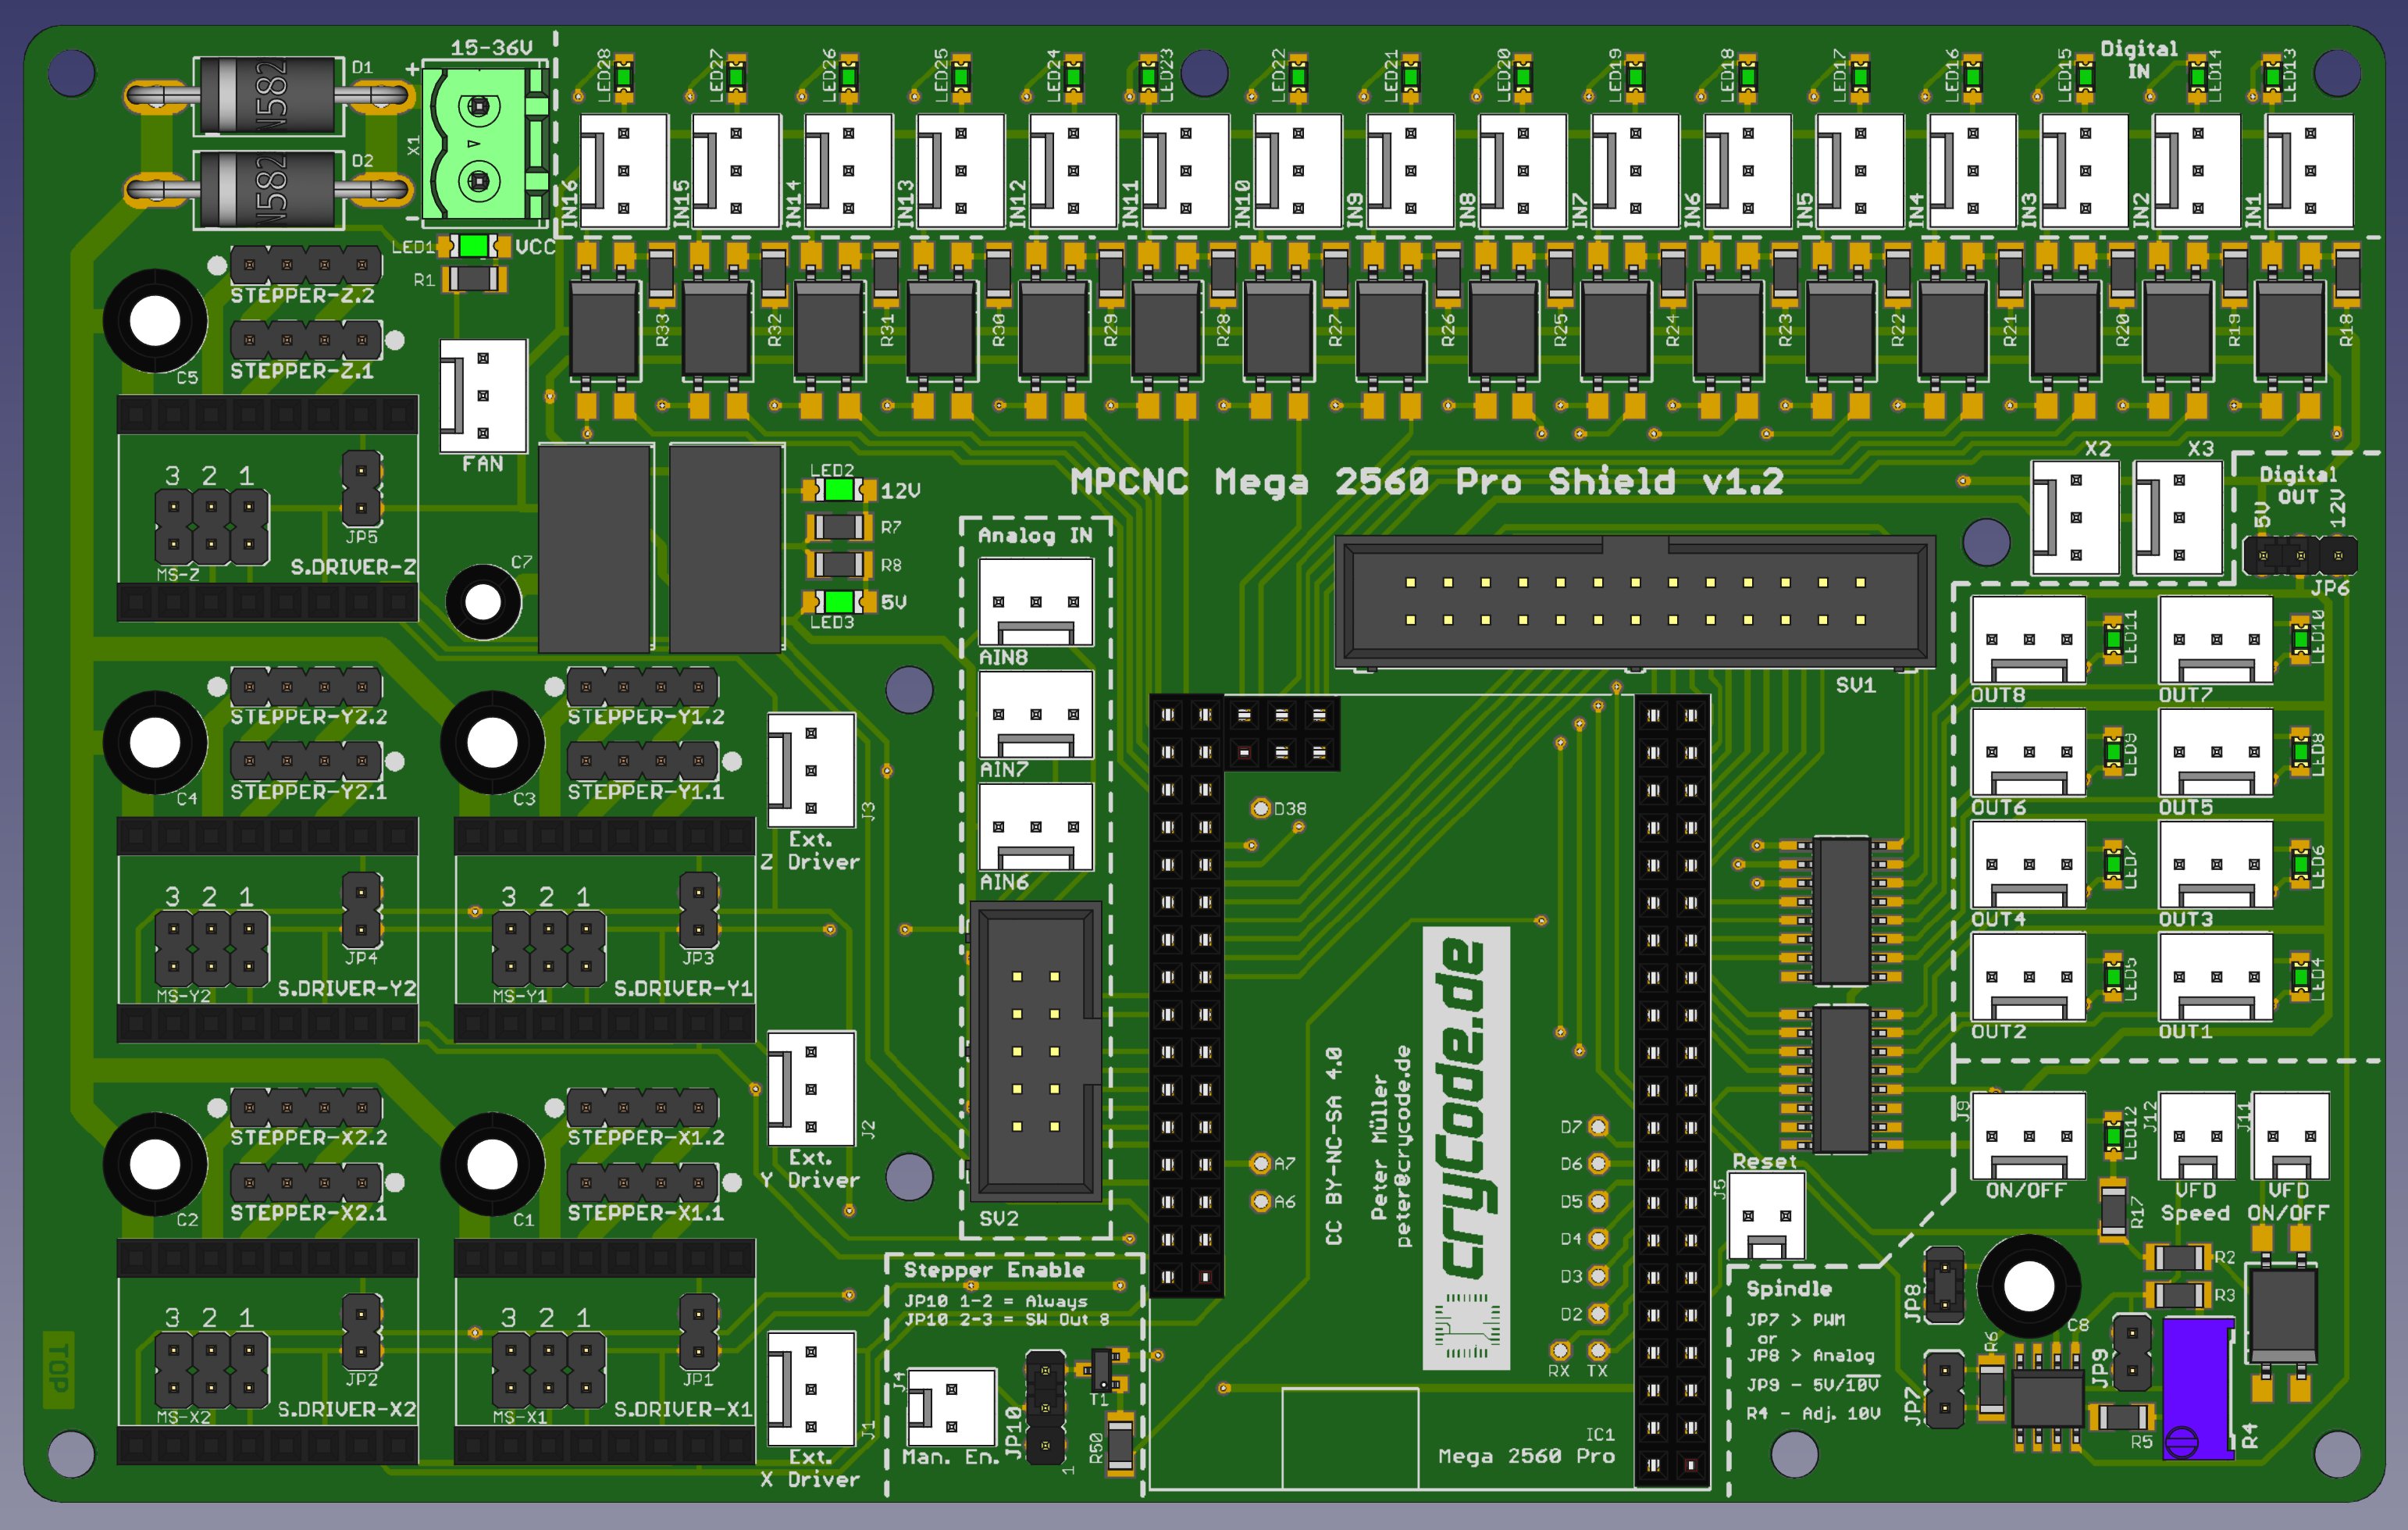 15-36V
D1
N582
D2
N582
X1
+
-
LED1
VCC
R1
LED28
LED27
LED26
LED25
LED24
LED23
LED22
LED21
LED20
LED19
LED18
LED17
LED16
LED15
Digital
IN
LED14
LED13
IN16
IN15
IN14
IN13
IN12
IN11
IN10
IN9
IN8
IN7
IN6
IN5
IN4
IN3
IN2
IN1
R33
R32
R31
R30
R29
R28
R27
R26
R25
R24
R23
R22
R21
R20
R19
R18
STEPPER-Z.2
STEPPER-Z.1
C5
FAN
3 2 1
MS-Z
JP5
S.DRIVER-Z
C7
LED2
12V
R7
R8
5V
LED3
MPCNC Mega 2560 Pro Shield v1.2
X2
X3
Digital
OUT
5V
12V
JP6
Analog IN
AIN8
AIN7
AIN6
SV1
SV2
STEPPER-Y2.2
STEPPER-Y2.1
C4
STEPPER-Y1.2
STEPPER-Y1.1
C3
J3
Ext.
Z Driver
3 2 1
MS-Y2
JP4
S.DRIVER-Y2
3 2 1
MS-Y1
JP3
S.DRIVER-Y1
J2
Ext.
Y Driver
STEPPER-X2.2
STEPPER-X2.1
C2
STEPPER-X1.2
STEPPER-X1.1
C1
3 2 1
MS-X2
JP2
S.DRIVER-X2
3 2 1
MS-X1
JP1
S.DRIVER-X1
J1
Ext.
X Driver
TOP
Stepper Enable
JP10 1-2 = Always
JP10 2-3 = SW Out 8
J4
Man. En.
JP10
1
T1
R50
D38
A7
A6
CC BY-NC-SA 4.0
Peter Müller
peter@crycode.de
cryCode.de
D7
D6
D5
D4
D3
D2
RX TX
IC1
Mega 2560 Pro
OUT8
LED11
OUT7
LED10
OUT6
LED9
OUT5
LED8
OUT4
LED7
OUT3
LED6
OUT2
LED5
OUT1
LED4
J9
ON/OFF
LED12
J12
VFD
Speed
J11
VFD
ON/OFF
R17
Reset
J5
Spindle
JP7 > PWM
or
JP8 > Analog
JP9 - 5V/10V
R4 - Adj. 10V
JP8
JP7
R6
C8
R2
R3
JP9
R5
R4